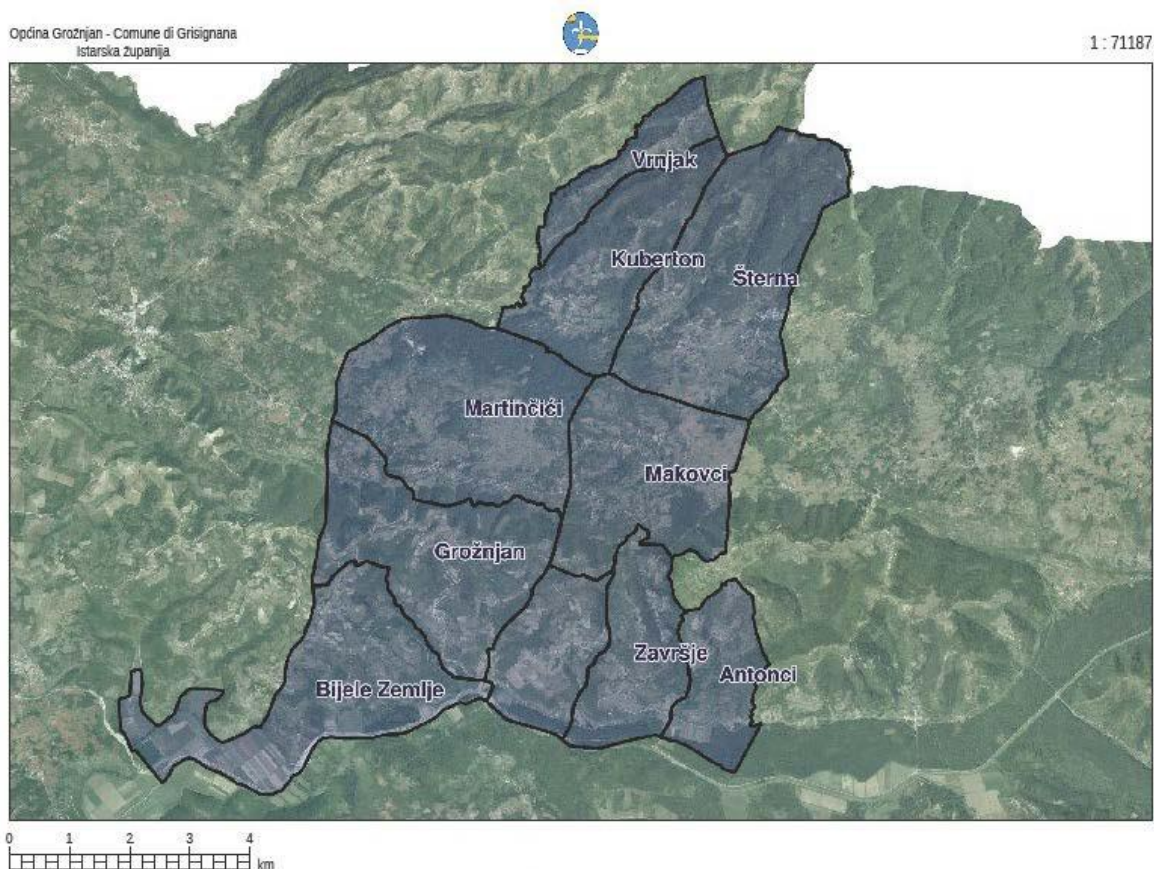 Općina Grožnjan - Comune di Grisignana
Istarska županija
1 : 71187
Vrnjak
Kuberton
Šterna
Martinčići
Makovci
Grožnjan
Završje
Antonci
Bijele Zemlje
0 1 2 3 4
km